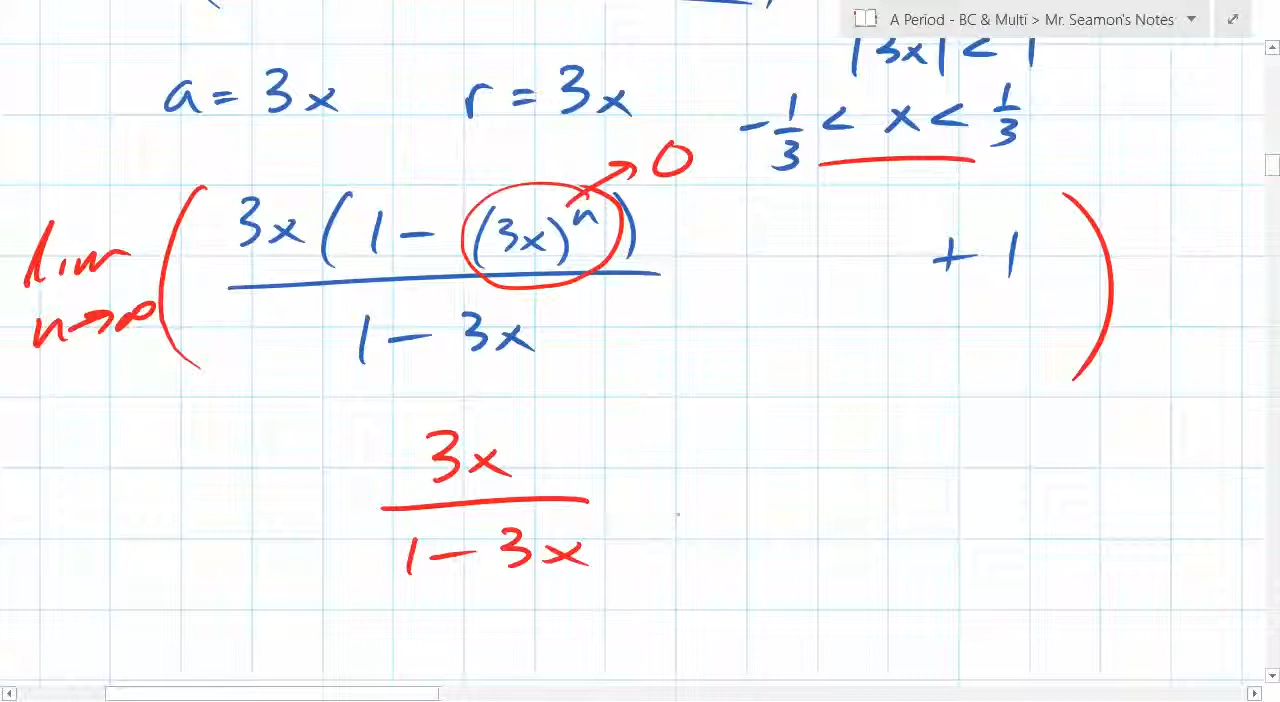 A Period - BC & Multi > Mr. Seamon's Notes
|3x| < 1
a = 3x r = 3x -1/3 < x < 1/3
0
lim n→∞ ( 3x(1 - (3x)^n) / 1 - 3x + 1 )
3x
1 - 3x